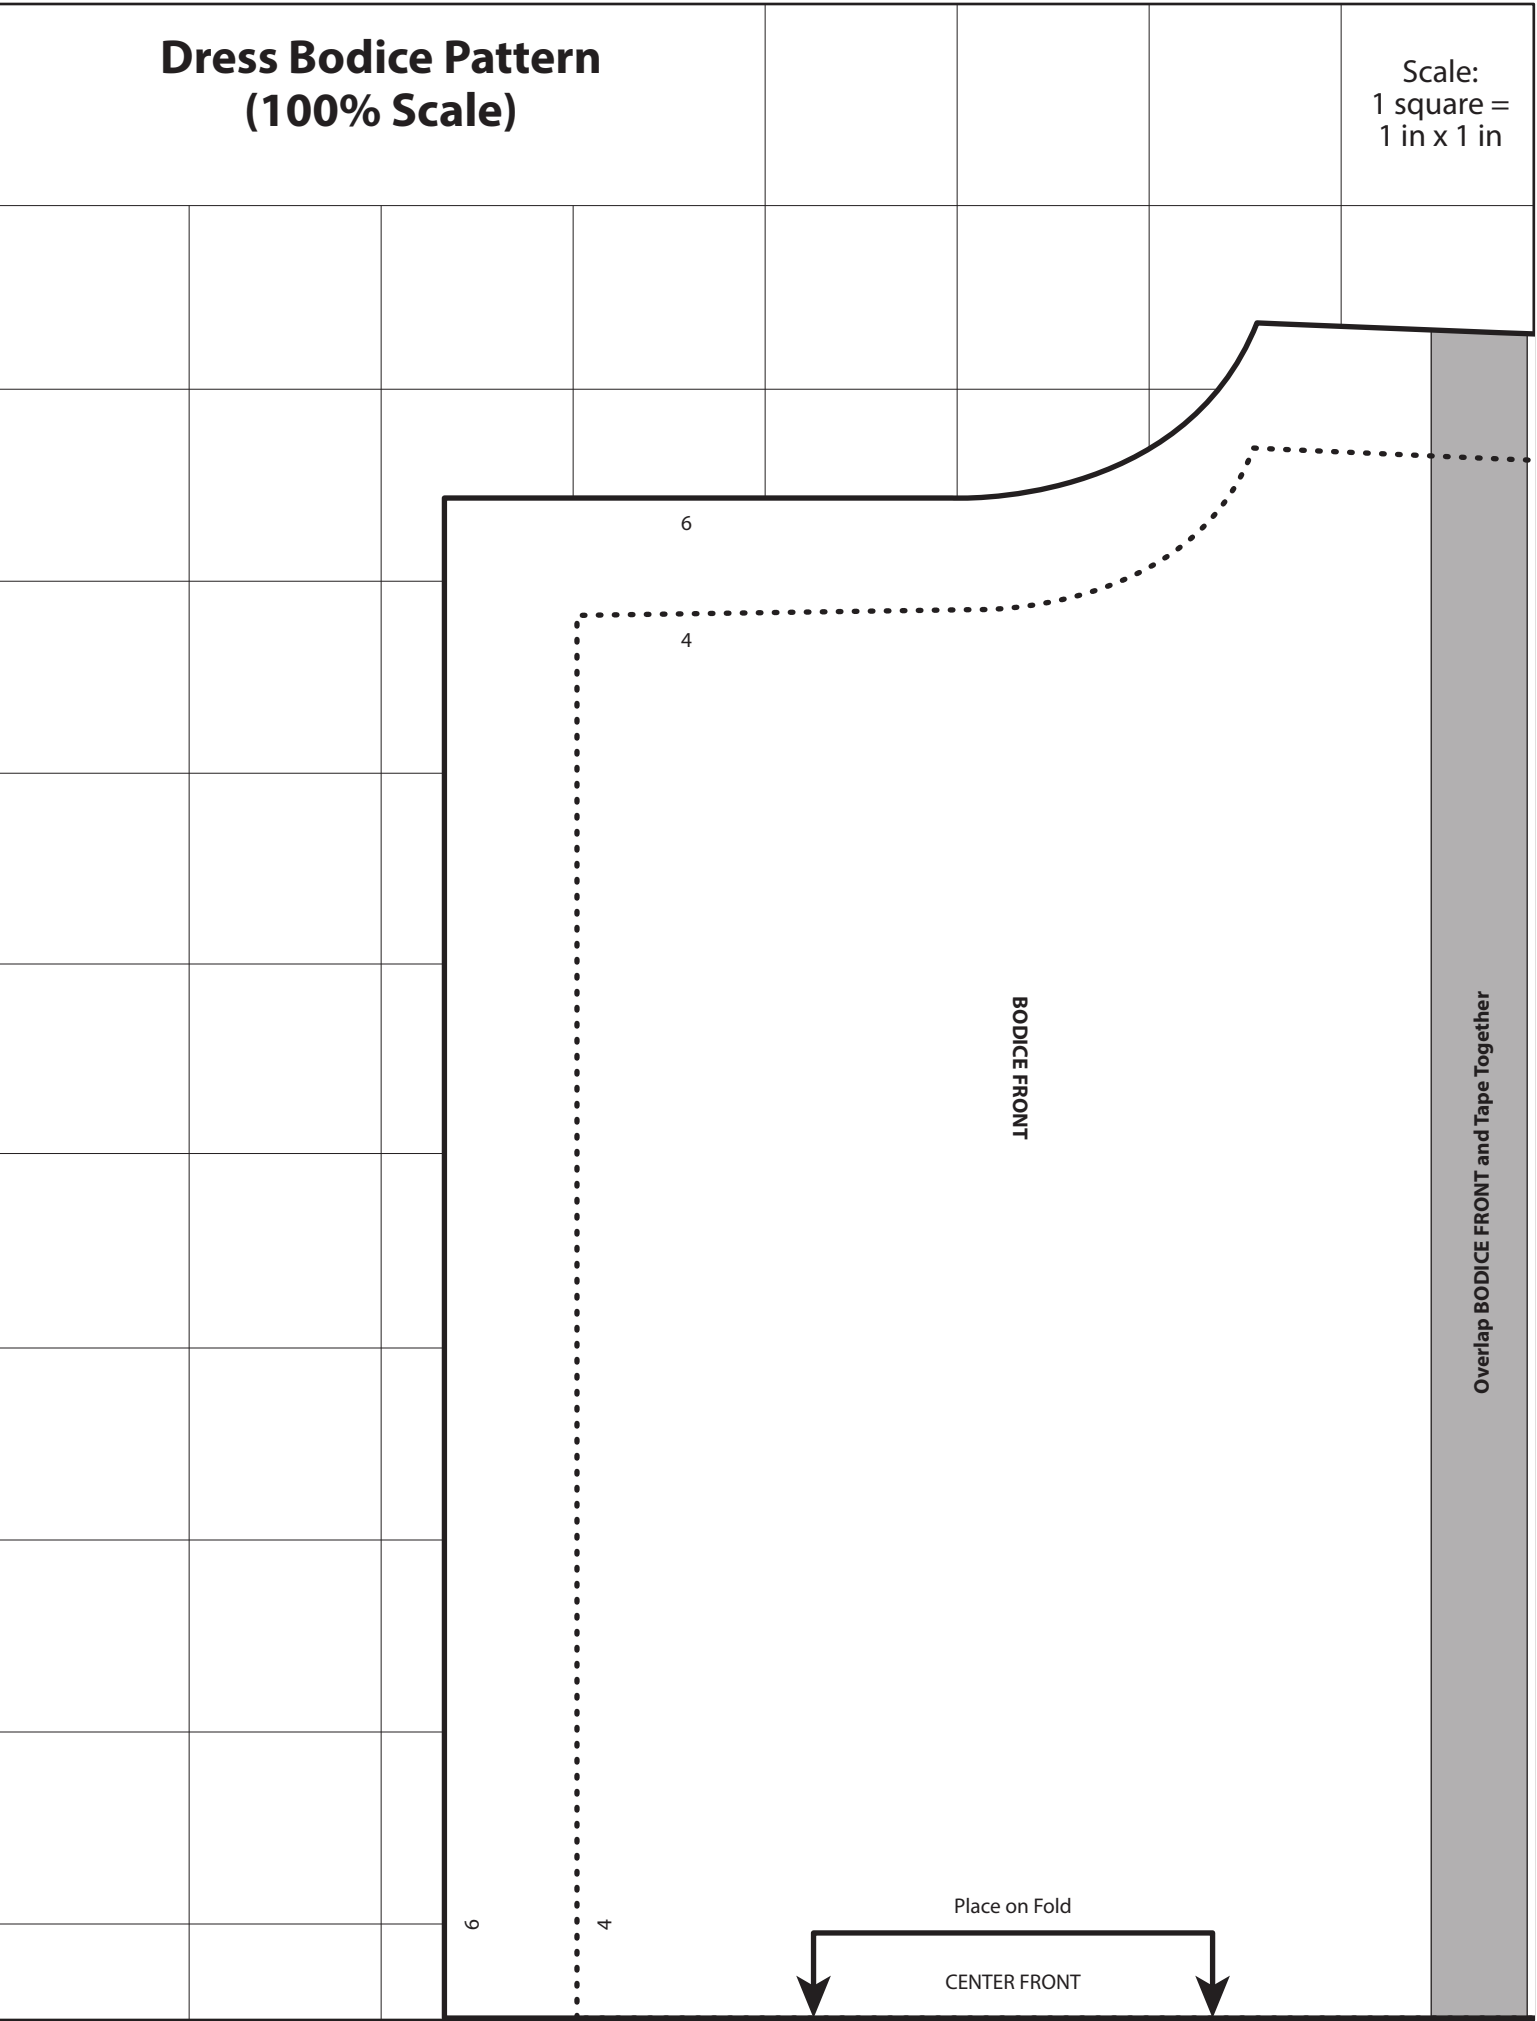 Dress Bodice Pattern
(100% Scale)
Scale:
1 square =
1 in x 1 in
6
4
BODICE FRONT
Overlap BODICE FRONT and Tape Together
6
4
Place on Fold
CENTER FRONT